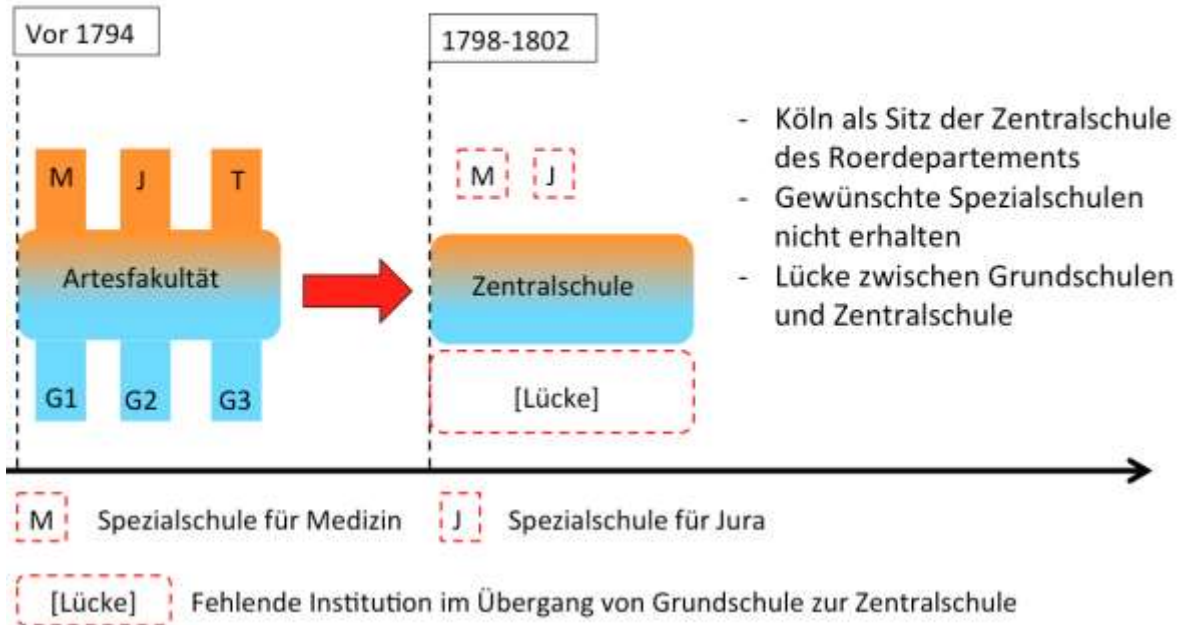 Vor 1794
1798-1802
M J T
Artesfakultät
G1 G2 G3
M J
Zentralschule
[Lücke]
- Köln als Sitz der Zentralschule
des Roerdepartements
- Gewünschte Spezialschulen
nicht erhalten
- Lücke zwischen Grundschulen
und Zentralschule
M Spezialschule für Medizin J Spezialschule für Jura
[Lücke] Fehlende Institution im Übergang von Grundschule zur Zentralschule